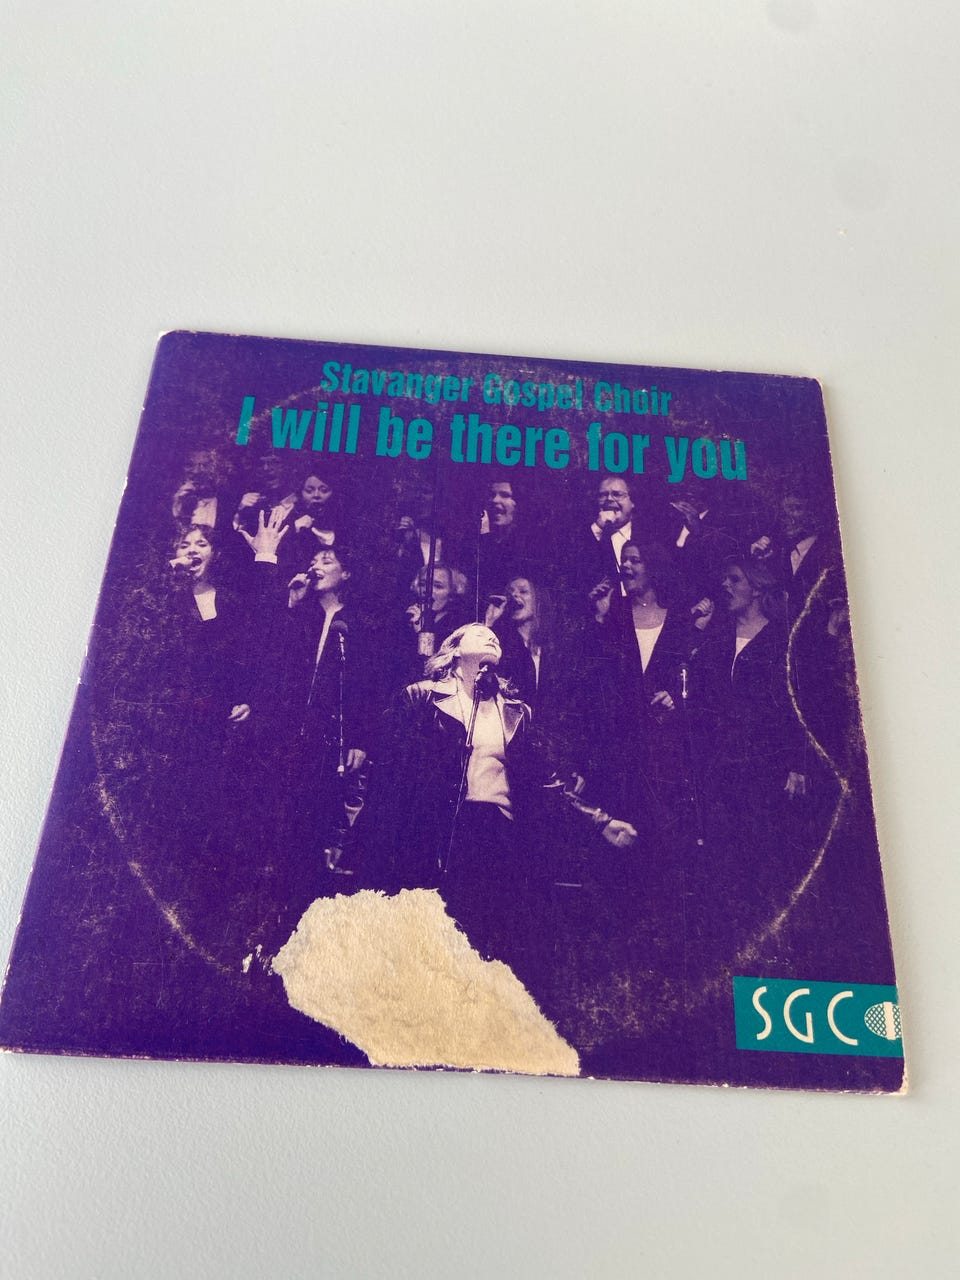 Stavanger Gospel Choir
I will be there for you
SGC